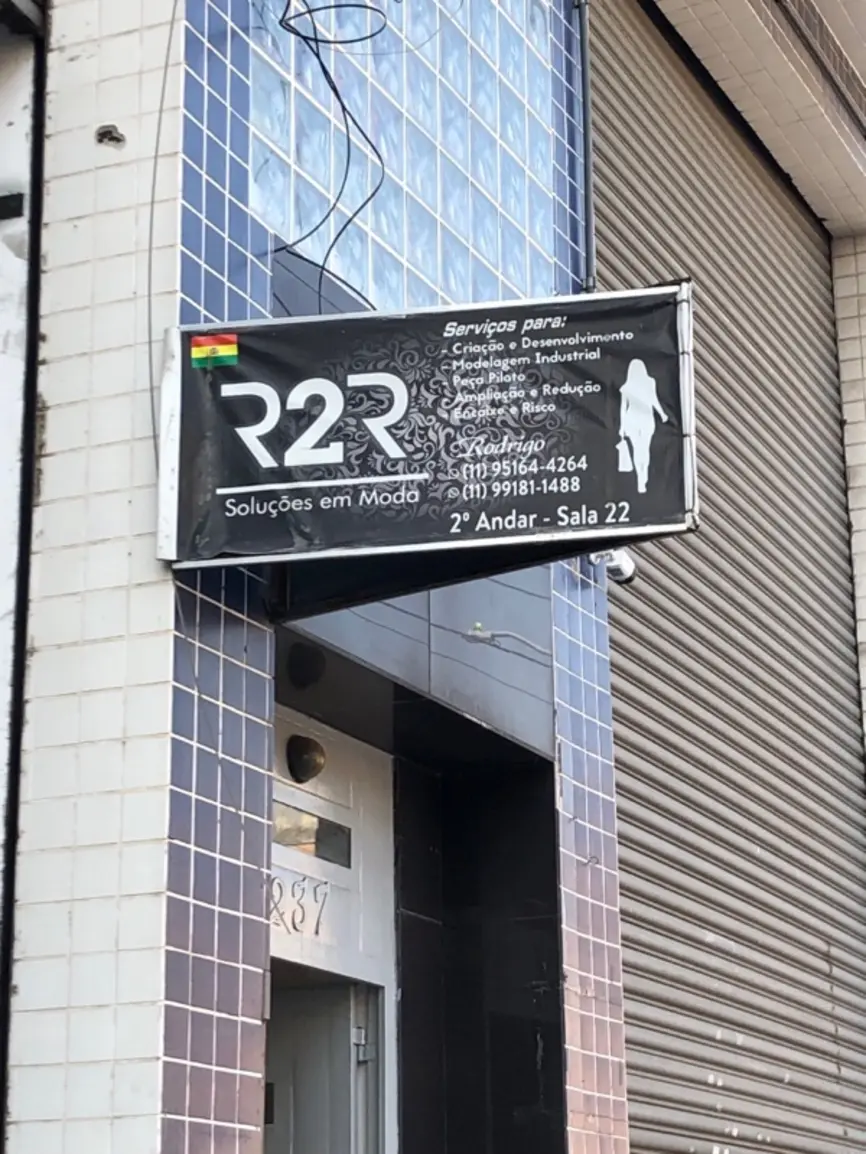 R2R
Soluções em Moda
Serviços para:
- Criação e Desenvolvimento
- Modelagem Industrial
- Peça Piloto
Ampliação e Redução
Encaixe e Risco
Rodrigo
(11) 95164-4264
(11) 99181-1488
2º Andar - Sala 22
837